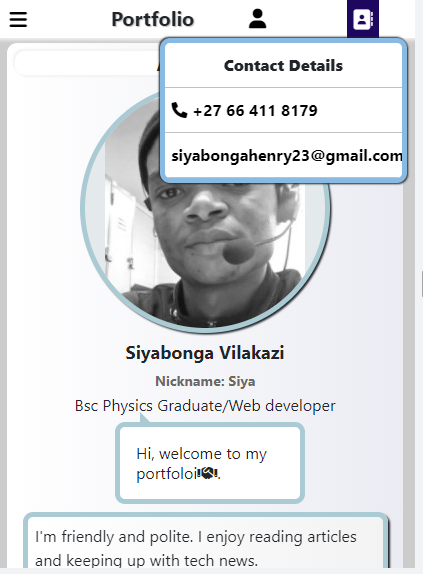 Portfolio
Contact Details
+27 66 411 8179
siyabongahenry23@gmail.com
Siyabonga Vilakazi
Nickname: Siya
Bsc Physics Graduate/Web developer
Hi, welcome to my
portfoloi.
I'm friendly and polite. I enjoy reading articles
and keeping up with tech news.